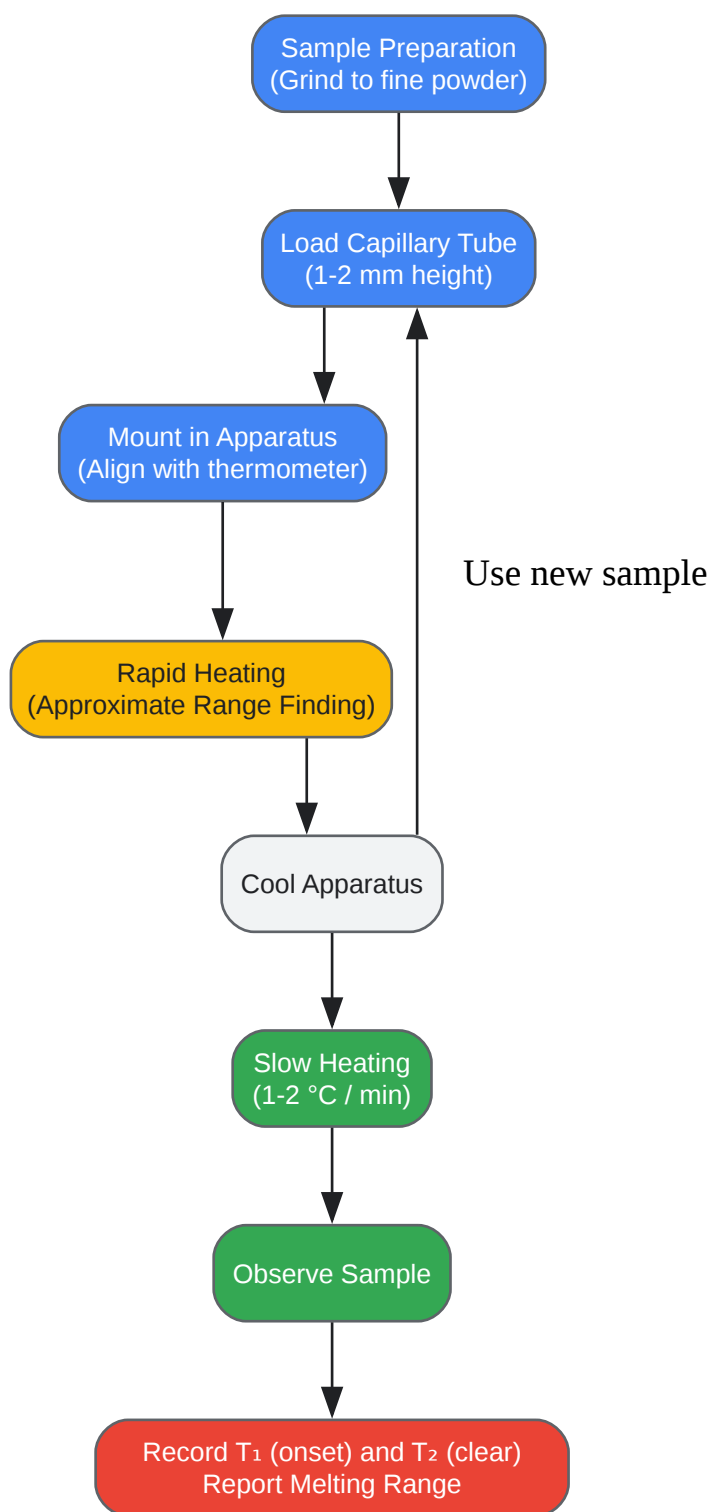 Sample Preparation
(Grind to fine powder)
Load Capillary Tube
(1-2 mm height)
Mount in Apparatus
(Align with thermometer)
Use new sample
Rapid Heating
(Approximate Range Finding)
Cool Apparatus
Slow Heating
(1-2 °C / min)
Observe Sample
Record T₁ (onset) and T₂ (clear)
Report Melting Range